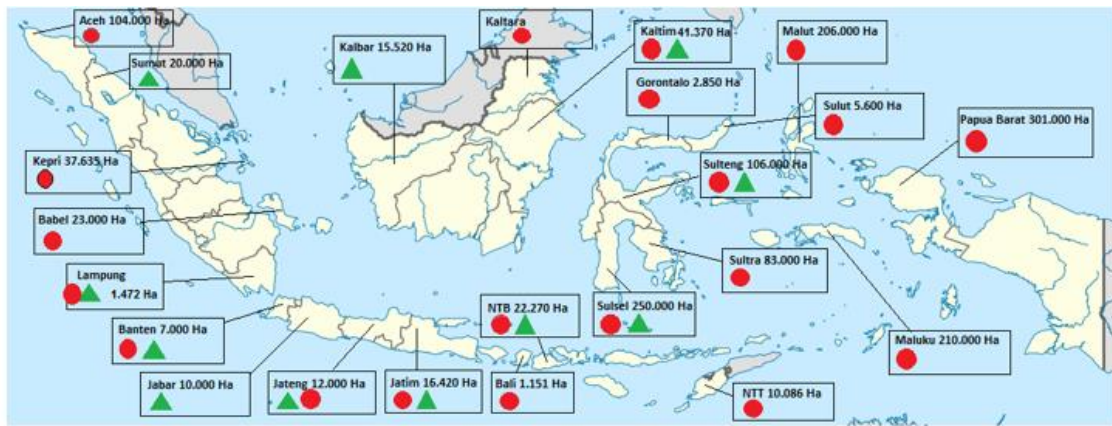 Aceh 104.000 Ha
Sumut 20.000 Ha
Kalbar 15.520 Ha
Kaltara
Kaltim 41.370 Ha
Malut 206.000 Ha
Gorontalo 2.850 Ha
Sulut 5.600 Ha
Papua Barat 301.000 Ha
Kepri 37.635 Ha
Sulteng 106.000 Ha
Babel 23.000 Ha
Sultra 83.000 Ha
Lampung
1.472 Ha
Banten 7.000 Ha
NTB 22.270 Ha
Sulsel 250.000 Ha
Maluku 210.000 Ha
Jabar 10.000 Ha
Jateng 12.000 Ha
Jatim 16.420 Ha
Bali 1.151 Ha
NTT 10.086 Ha